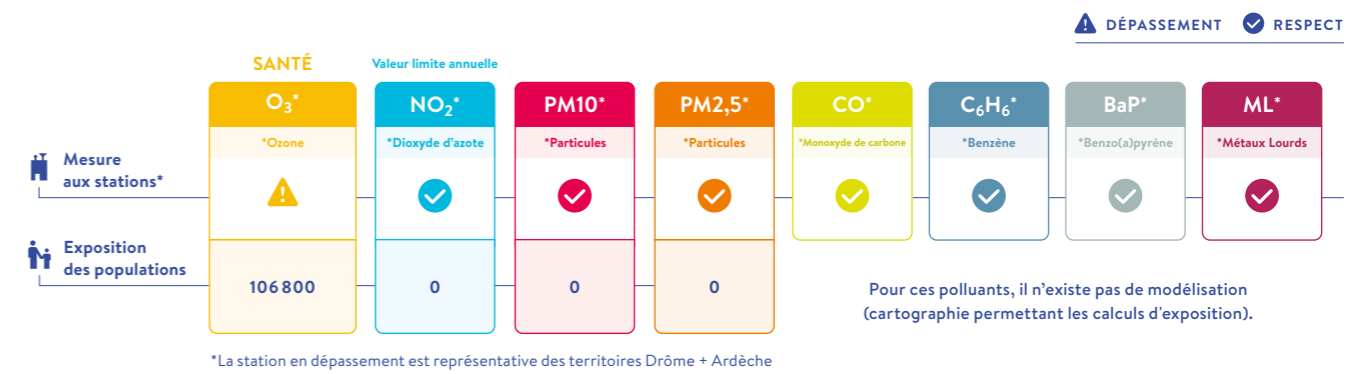 DÉPASSEMENT RESPECT
SANTÉ Valeur limite annuelle
O₃* NO₂* PM10* PM2,5* CO* C₆H₆* BaP* ML*
*Ozone *Dioxyde d'azote *Particules *Particules *Monoxyde de carbone *Benzène *Benzo(a)pyrène *Métaux Lourds
Mesure
aux stations*
Exposition
des populations
106 800 0 0 0
Pour ces polluants, il n'existe pas de modélisation
(cartographie permettant les calculs d'exposition).
*La station en dépassement est représentative des territoires Drôme + Ardèche